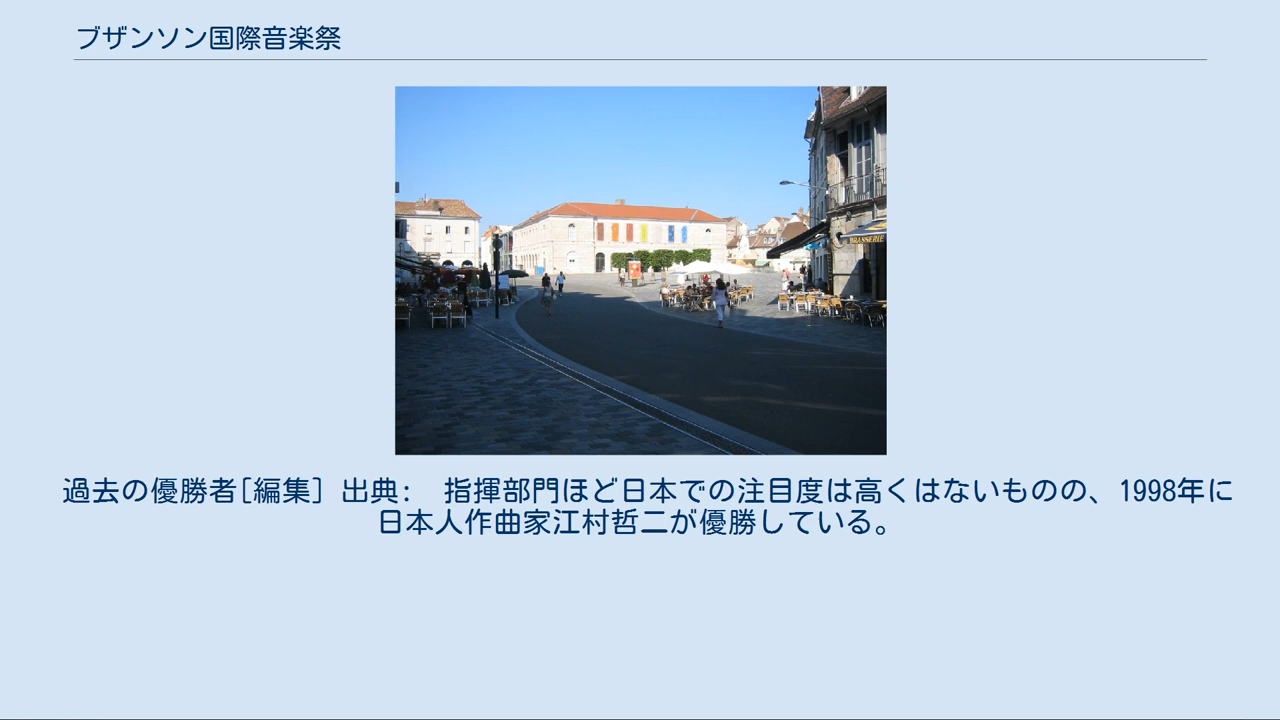 ブザンソン国際音楽祭
BRASSERIE
過去の優勝者[編集] 出典:　指揮部門ほど日本での注目度は高くはないものの、1998年に
日本人作曲家江村哲二が優勝している。